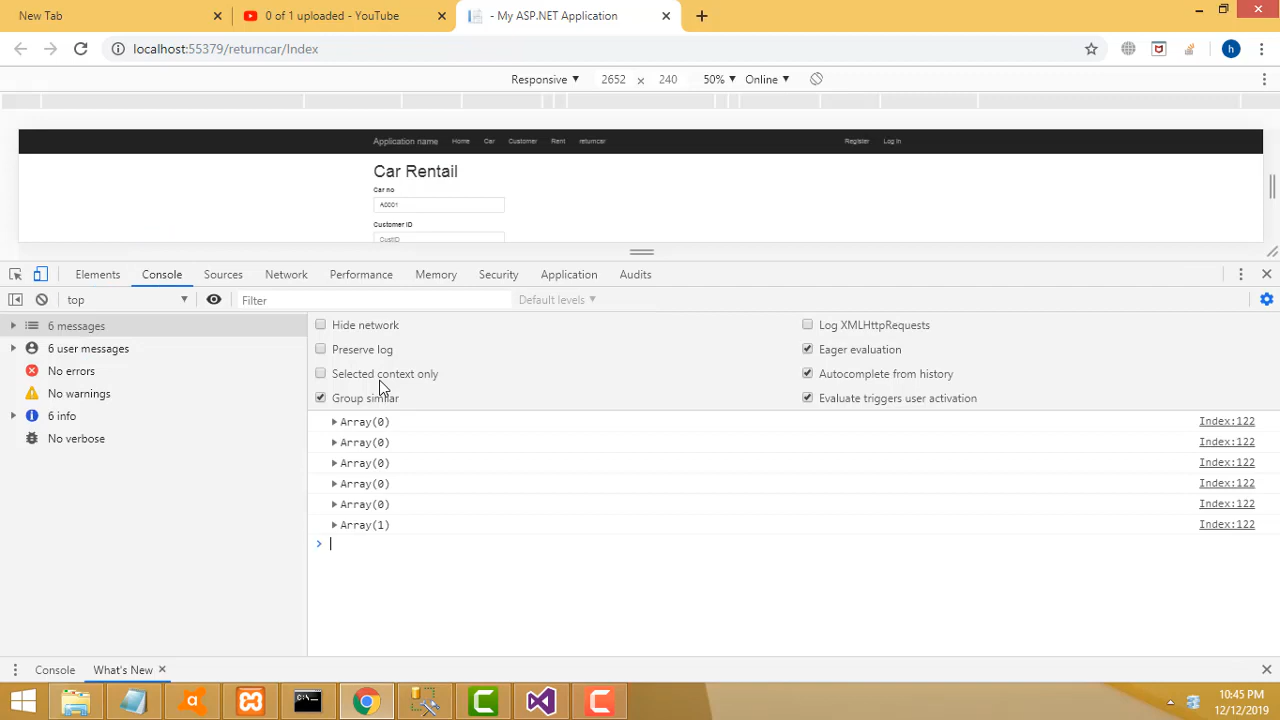 New Tab
0 of 1 uploaded - YouTube
- My ASP.NET Application
localhost:55379/returncar/Index
h
Responsive 2652 × 240 50% Online
Application name Home Car Customer Rent returncar Register Log in
Car Rentail
Car no
A0001
Customer ID
CustID
Elements Console Sources Network Performance Memory Security Application Audits
top Filter Default levels
6 messages
6 user messages
No errors
No warnings
6 info
No verbose
Hide network
Log XMLHttpRequests
Preserve log
Eager evaluation
Selected context only
Autocomplete from history
Group similar
Evaluate triggers user activation
Array(0) Index:122
Array(0) Index:122
Array(0) Index:122
Array(0) Index:122
Array(0) Index:122
Array(1) Index:122
Console What's New
10:45 PM
12/12/2019